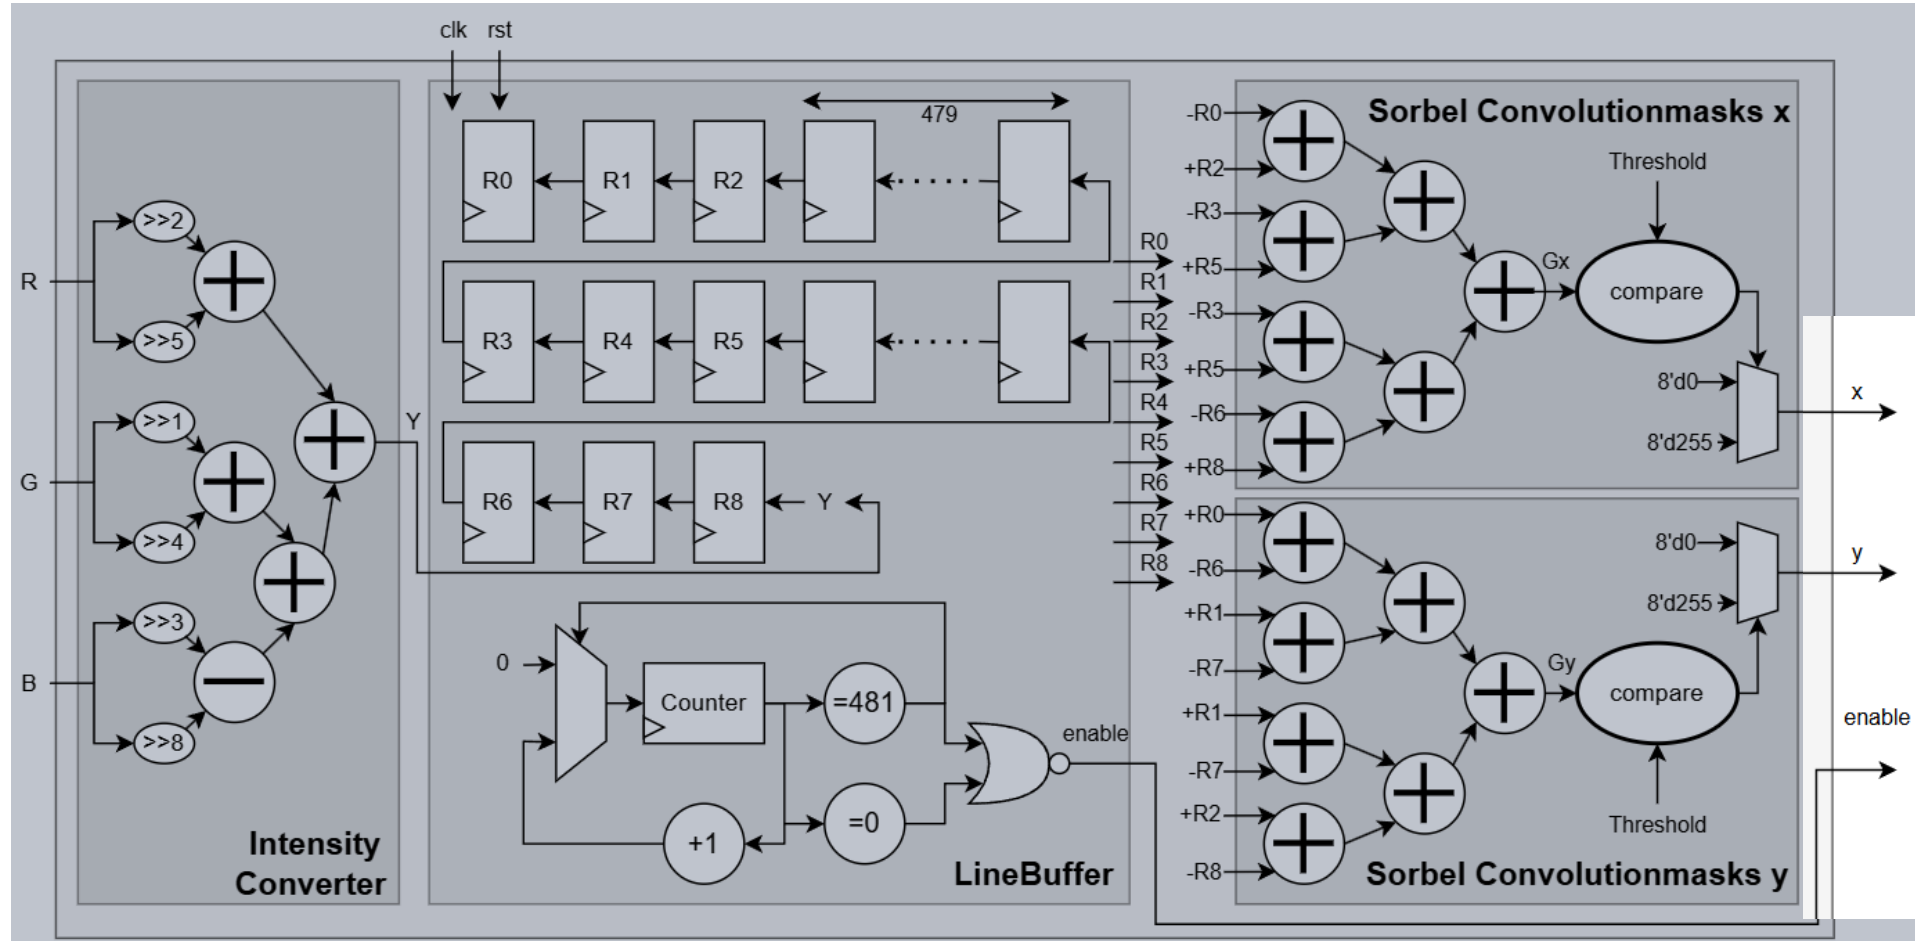 clk rst
R
G
B
>>2
>>5
>>1
>>4
>>3
>>8
Y
Intensity
Converter
479
R0 R1 R2
R3 R4 R5
R6 R7 R8 Y
0
Counter
=481
=0
+1
enable
LineBuffer
R0
R1
R2
R3
R4
R5
R6
R7
R8
Sorbel Convolutionmasks x
-R0
+R2
-R3
+R5
-R3
+R5
-R6
+R8
Gx
Threshold
compare
8'd0
8'd255
x
+R0
-R6
+R1
-R7
+R1
-R7
+R2
-R8
Gy
8'd0
8'd255
compare
Threshold
y
enable
Sorbel Convolutionmasks y